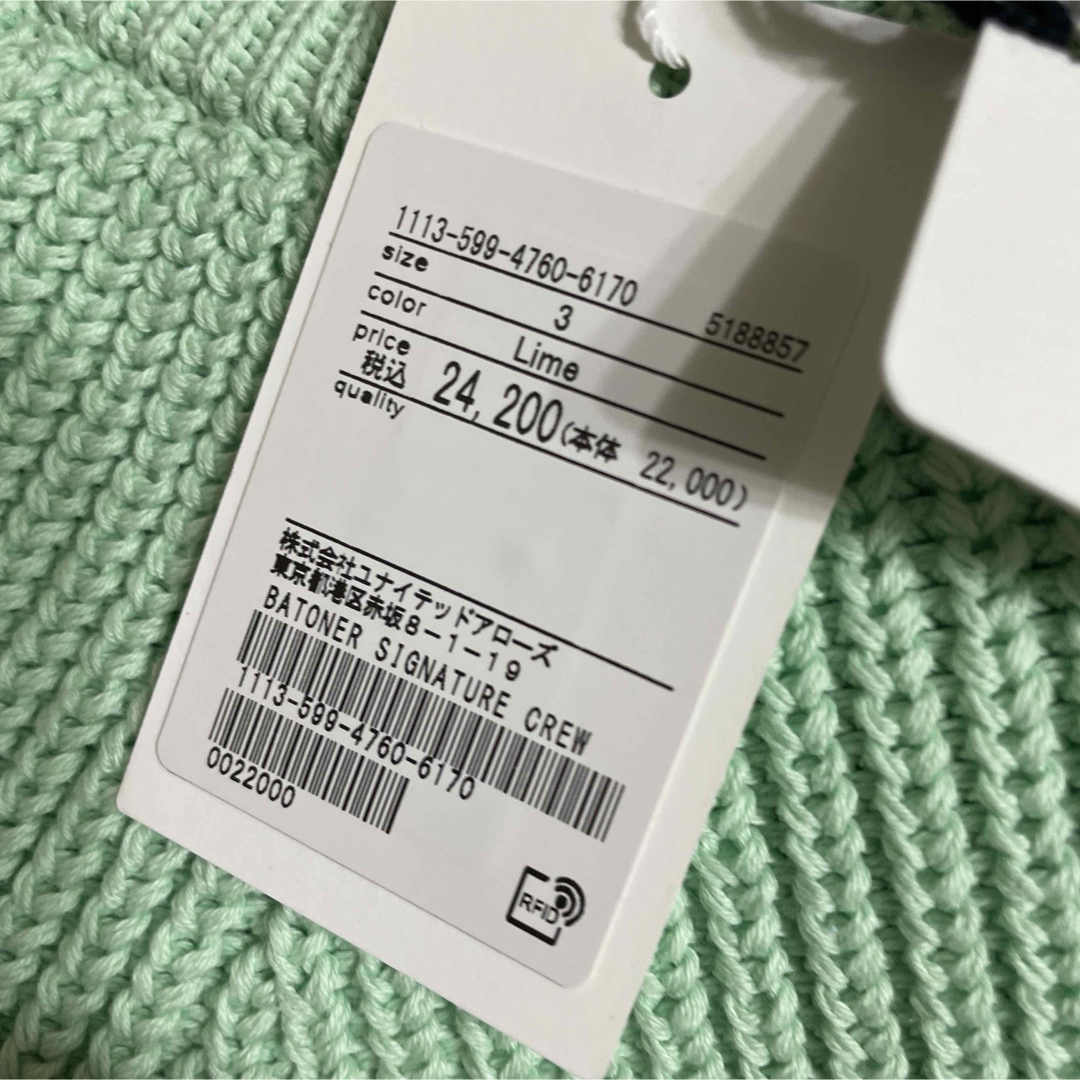 1113-599-4760-6170
size 3 5188857
color Lime
price 税込 24,200(本体 22,000)
quality
株式会社ユナイテッドアローズ
東京都港区赤坂8-1-19
BATONER SIGNATURE CREW
1113-599-4760-6170
0022000
RFID